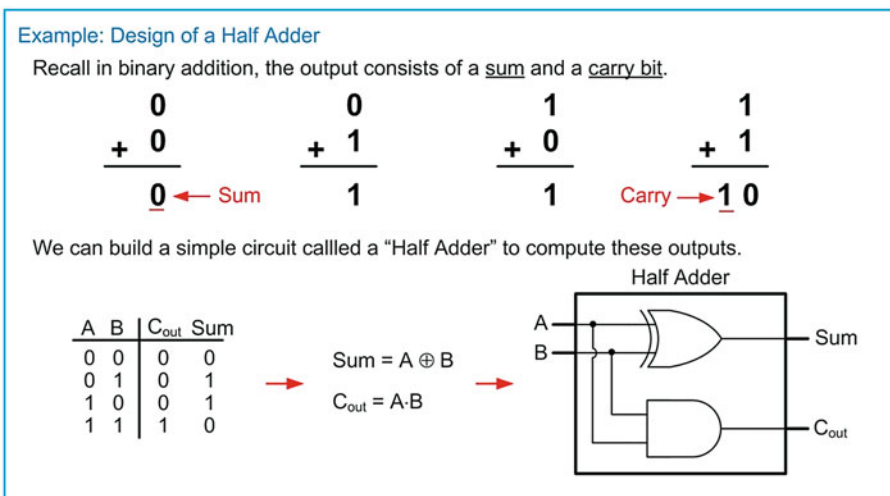 Example: Design of a Half Adder
Recall in binary addition, the output consists of a sum and a carry bit.
0 0 1 1
+ 0 + 1 + 0 + 1
0 ← Sum 1 1 Carry → 1 0
We can build a simple circuit callled a “Half Adder” to compute these outputs.
Half Adder
A B Cout Sum
0 0 0 0
0 1 0 1
1 0 0 1
1 1 1 0
Sum = A ⊕ B
Cout = A·B
A
B
Sum
Cout